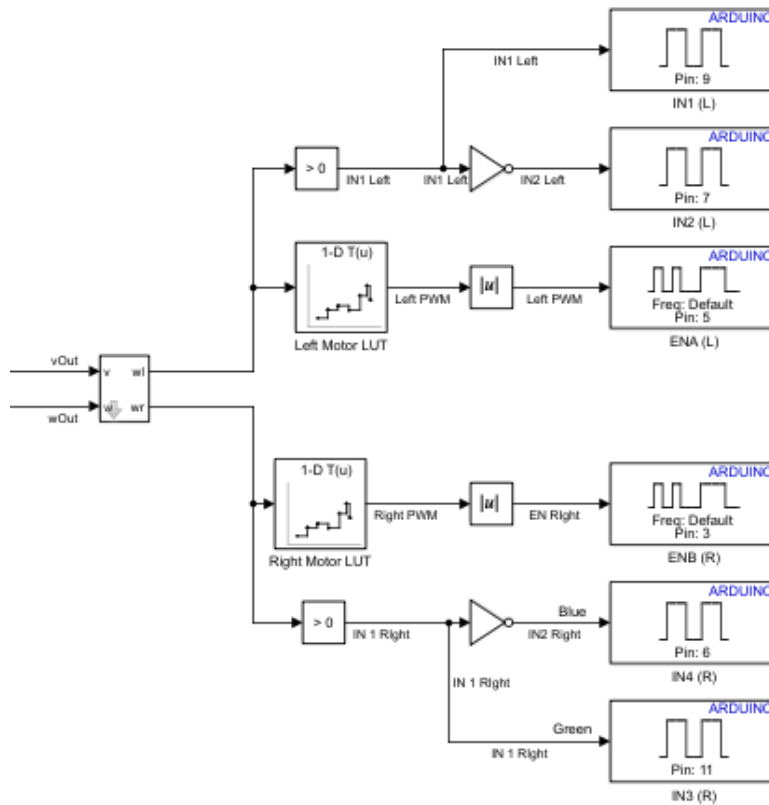 ARDUINO
Pin: 9
IN1 (L)
IN1 Left
ARDUINO
Pin: 7
IN2 (L)
> 0
IN1 Left
IN1 Left
IN2 Left
1-D T(u)
Left Motor LUT
Left PWM
|u|
Left PWM
ARDUINO
Freq: Default
Pin: 5
ENA (L)
vOut
wOut
v
w
wl
wr
1-D T(u)
Right Motor LUT
Right PWM
|u|
EN RIght
ARDUINO
Freq: Default
Pin: 3
ENB (R)
> 0
IN 1 RIght
Blue
IN2 Right
ARDUINO
Pin: 6
IN4 (R)
IN 1 RIght
Green
IN 1 RIght
ARDUINO
Pin: 11
IN3 (R)